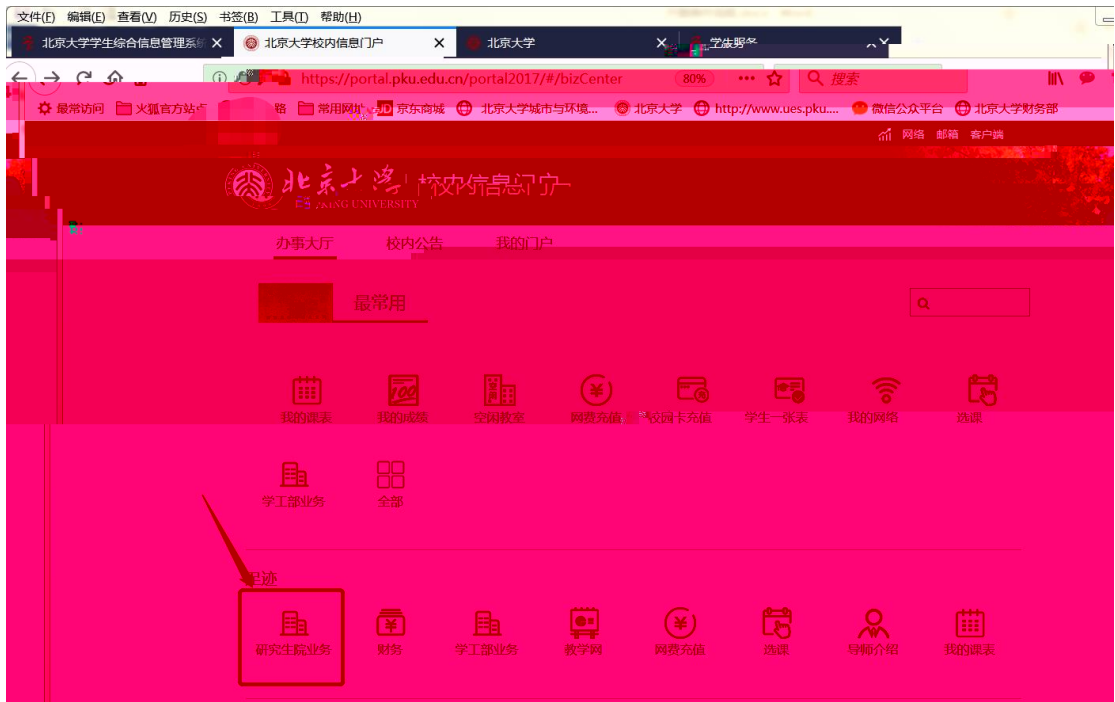 文件(F) 编辑(E) 查看(V) 历史(S) 书签(B) 工具(T) 帮助(H)
北京大学学生综合信息管理系统 北京大学校内信息门户 北京大学
https://portal.pku.edu.cn/portal2017/#/bizCenter 80% 搜索
最常访问 火狐官方站点 常用网址 京东商城 北京大学城市与环境... 北京大学 http://www.ues.pku.... 微信公众平台 北京大学财务部
网络 邮箱 客户端
北京大学 校内信息门户
UNIVERSITY
办事大厅 校内公告 我的门户
最常用
我的课表 我的成绩 空闲教室 网费充值 校园卡充值 学生一张表 我的网络 选课
学工部业务 全部
足迹
研究生院业务 财务 学工部业务 教学网 网费充值 选课 导师介绍 我的课表